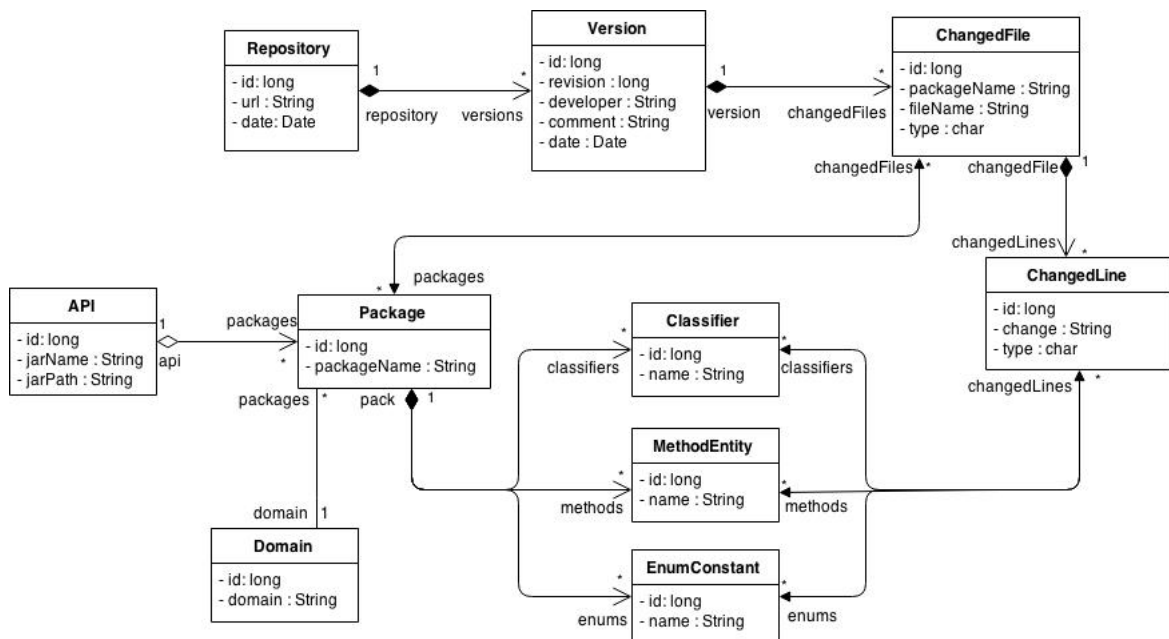 Repository
- id: long
- url : String
- date: Date
1
repository
versions
*
Version
- id: long
- revision : long
- developer : String
- comment : String
- date : Date
1
version
changedFiles
*
ChangedFile
- id: long
- packageName : String
- fileName : String
- type : char
changedFiles
*
changedFile
1
changedLines
*
ChangedLine
- id: long
- change : String
- type : char
changedLines
*
packages
*
API
- id: long
- jarName : String
- jarPath : String
1
api
packages
*
Package
- id: long
- packageName : String
packages
*
pack
1
domain
1
Domain
- id: long
- domain : String
*
classifiers
Classifier
- id: long
- name : String
*
classifiers
*
methods
MethodEntity
- id: long
- name : String
*
methods
*
enums
EnumConstant
- id: long
- name : String
*
enums